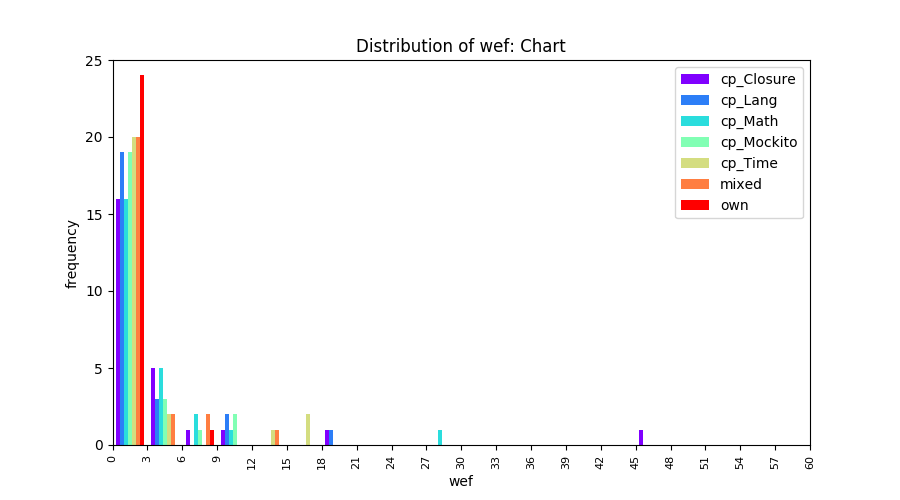 Distribution of wef: Chart
25
20
15
10
5
0
frequency
cp_Closure
cp_Lang
cp_Math
cp_Mockito
cp_Time
mixed
own
0 3 6 9 12 15 18 21 24 27 30 33 36 39 42 45 48 51 54 57 60
wef